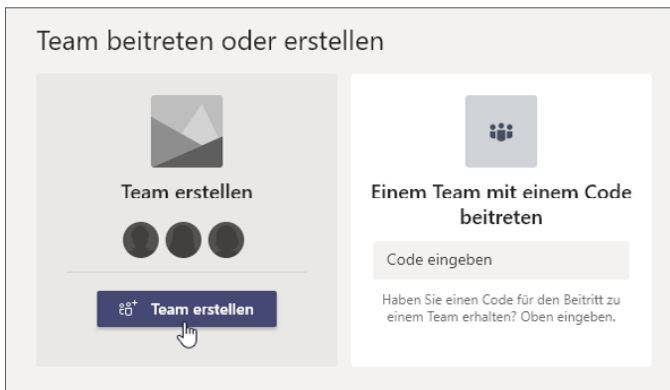 Team beitreten oder erstellen
Team erstellen
Team erstellen
Einem Team mit einem Code
beitreten
Code eingeben
Haben Sie einen Code für den Beitritt zu
einem Team erhalten? Oben eingeben.